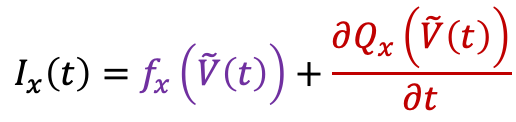 I_x(t) = f_x(Ṽ(t)) + ∂Q_x(Ṽ(t)) / ∂t